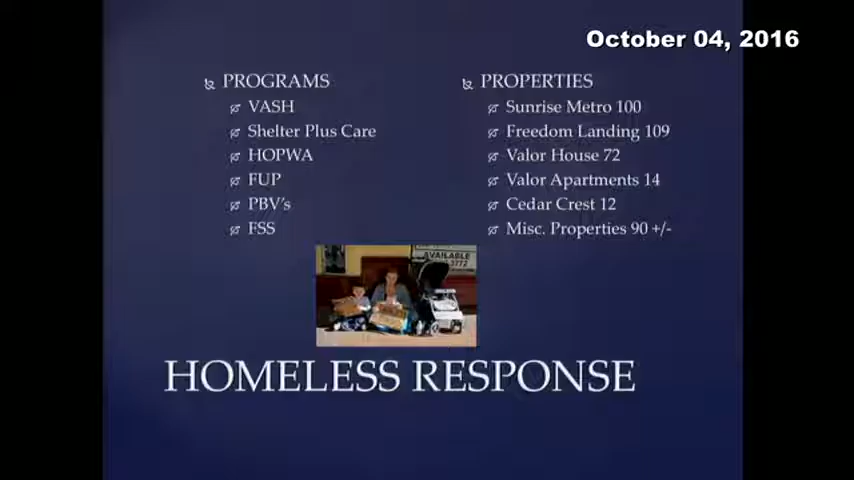 October 04, 2016
PROGRAMS
VASH
Shelter Plus Care
HOPWA
FUP
PBV's
FSS
PROPERTIES
Sunrise Metro 100
Freedom Landing 109
Valor House 72
Valor Apartments 14
Cedar Crest 12
Misc. Properties 90 +/-
AVAILABLE
HOMELESS RESPONSE